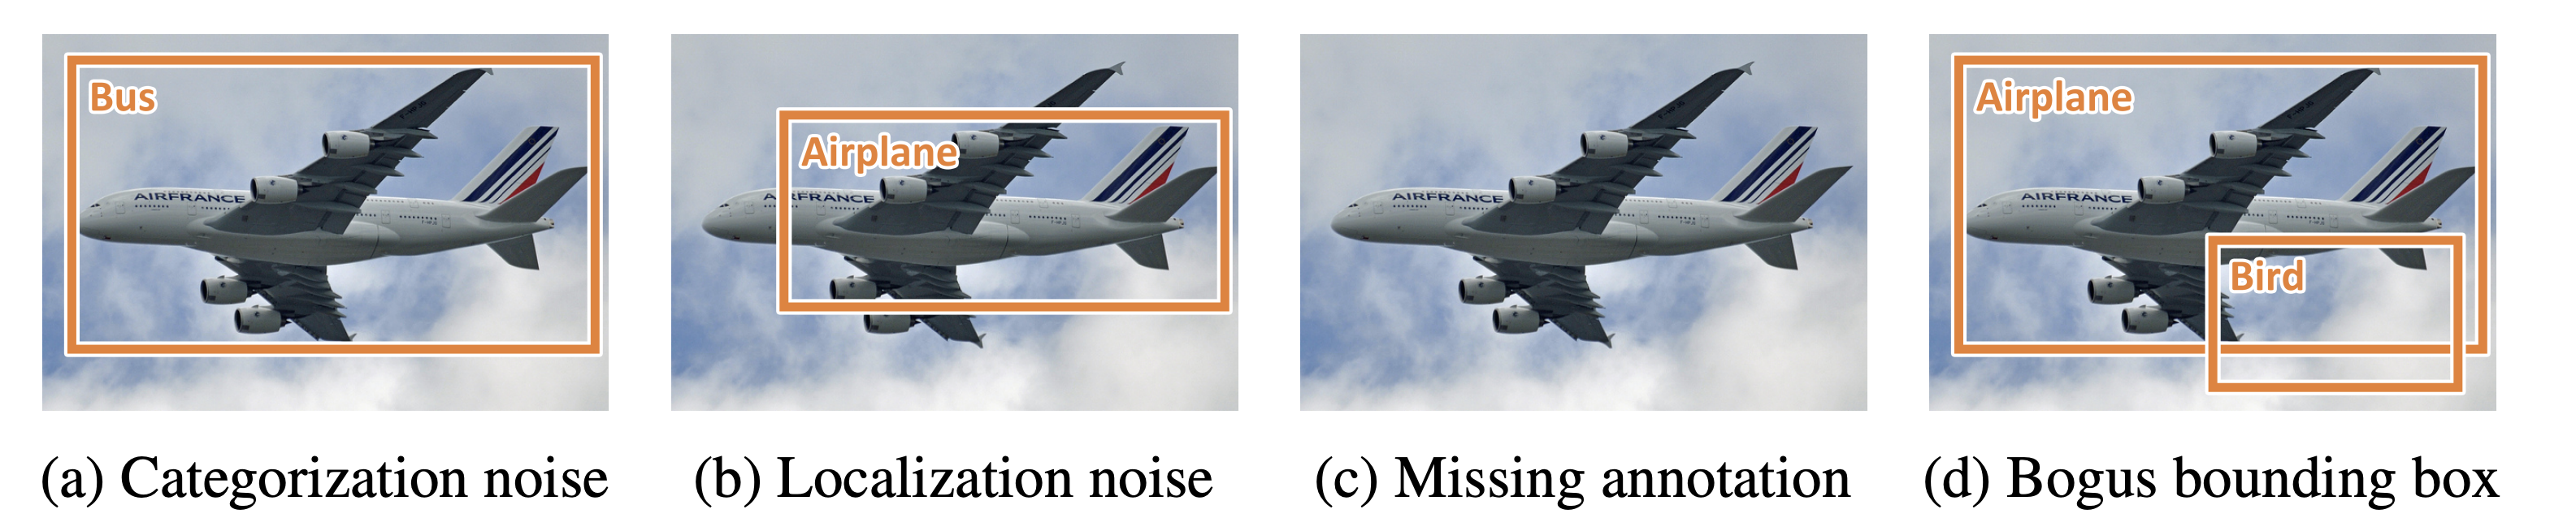 Bus
AIRFRANCE
(a) Categorization noise
Airplane
AIRFRANCE
(b) Localization noise
AIRFRANCE
(c) Missing annotation
Airplane
AIRFRANCE
Bird
(d) Bogus bounding box